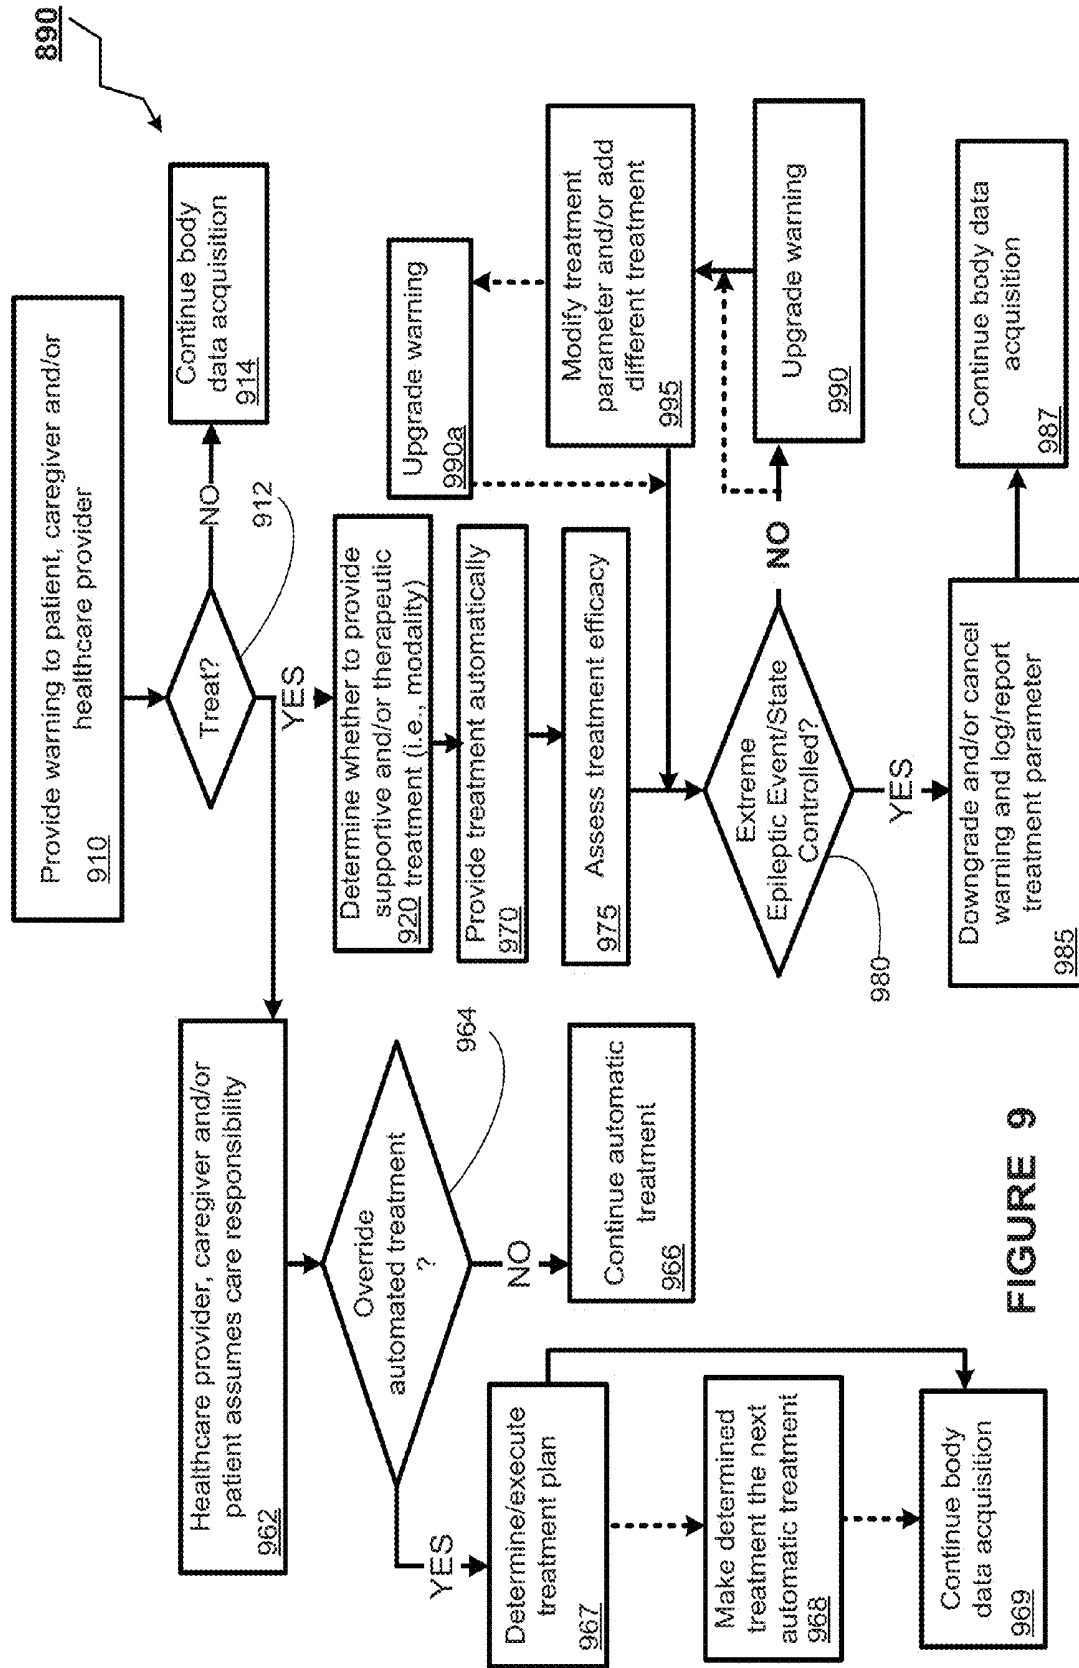 890
Provide warning to patient, caregiver and/or
healthcare provider
910
Treat?
912
NO
Continue body
data acquisition
914
YES
Determine whether to provide
supportive and/or therapeutic
920 treatment (i.e., modality)
Provide treatment automatically
970
Assess treatment efficacy
975
Extreme
Epileptic Event/State
Controlled?
980
NO
Upgrade warning
990
Modify treatment
parameter and/or add
different treatment
995
Upgrade warning
990a
YES
Downgrade and/or cancel
warning and log/report
treatment parameter
985
Continue body data
acquisition
987
Healthcare provider, caregiver and/or
patient assumes care responsibility
962
Override
automated treatment
?
964
NO
Continue automatic
treatment
966
YES
Determine/execute
treatment plan
967
Make determined
treatment the next
automatic treatment
968
Continue body
data acquisition
969
FIGURE 9